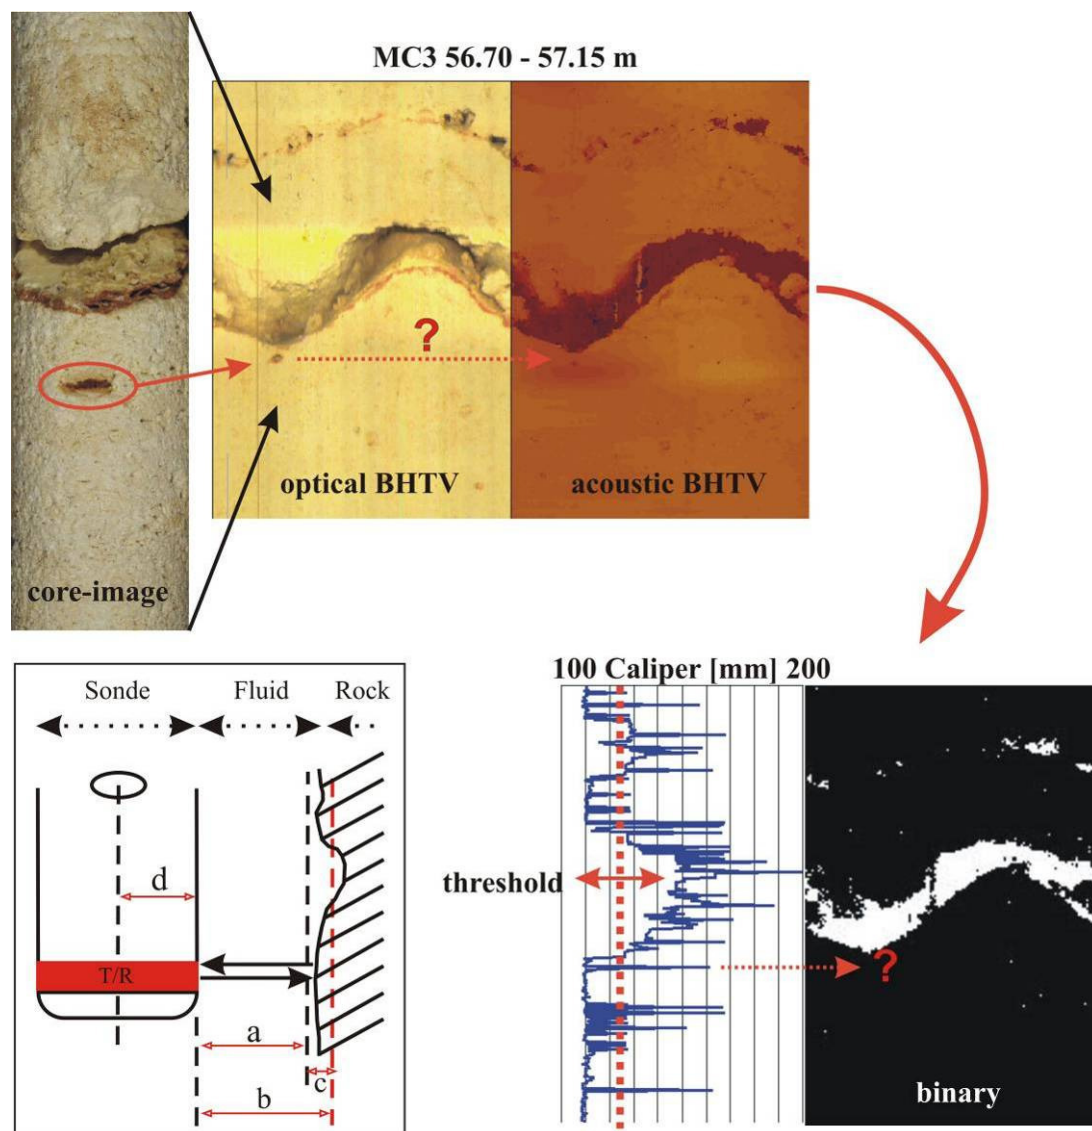 MC3 56.70 - 57.15 m
?
optical BHTV
acoustic BHTV
core-image
Sonde
Fluid
Rock
d
T/R
a
c
b
100 Caliper [mm] 200
threshold
?
binary